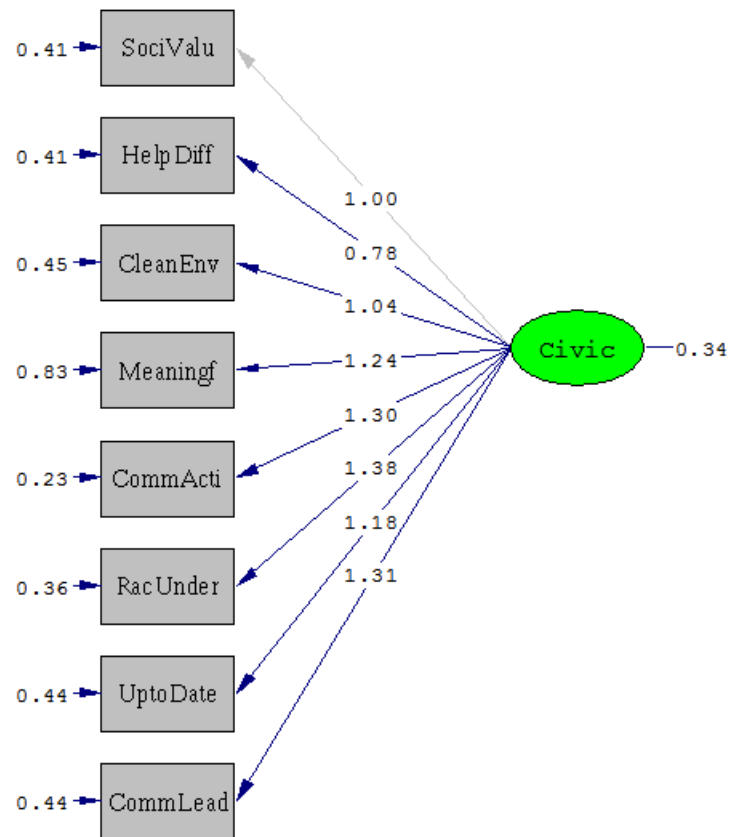 0.41 SociValu
1.00
0.41 HelpDiff
0.78
0.45 CleanEnv
1.04
Civic 0.34
0.83 Meaningf
1.24
1.30
0.23 CommActi
1.38
1.18
0.36 RacUnder
1.31
0.44 UptoDate
0.44 CommLead